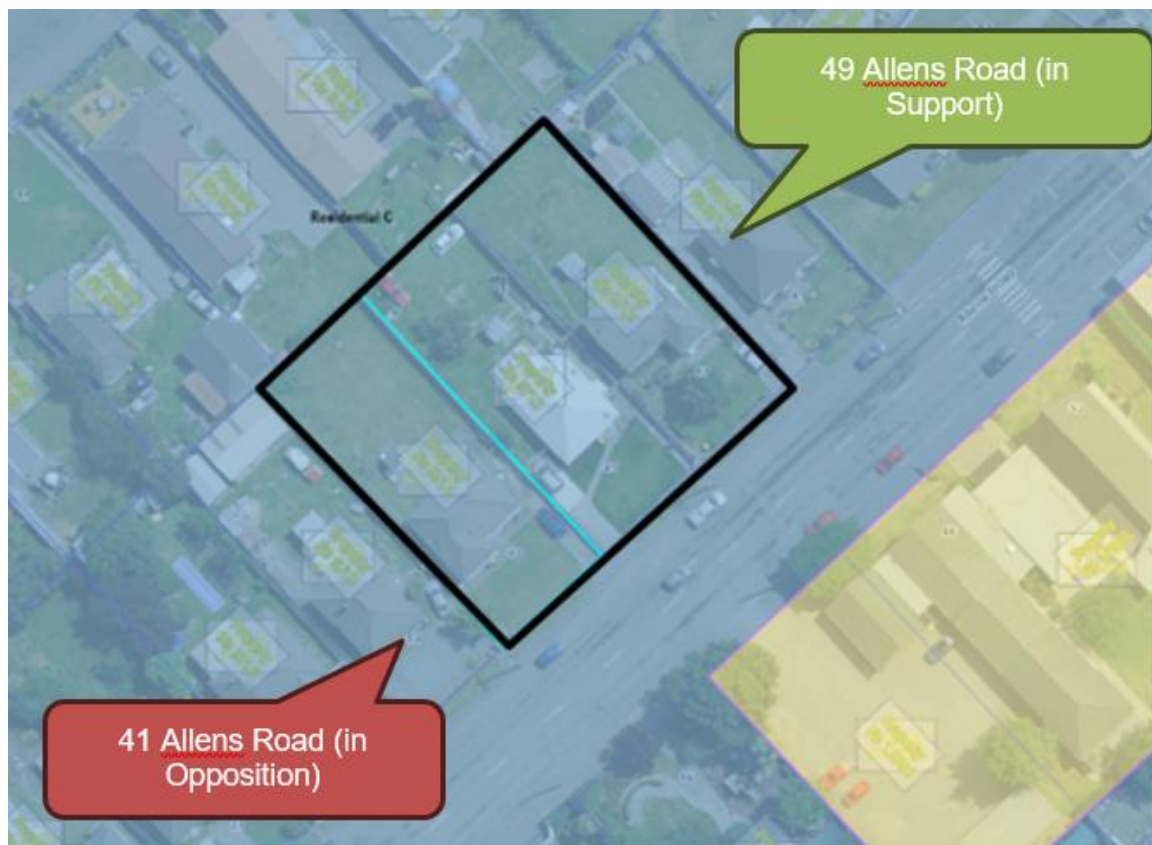 49 Allens Road (in
Support)
Residential C
41 Allens Road (in
Opposition)